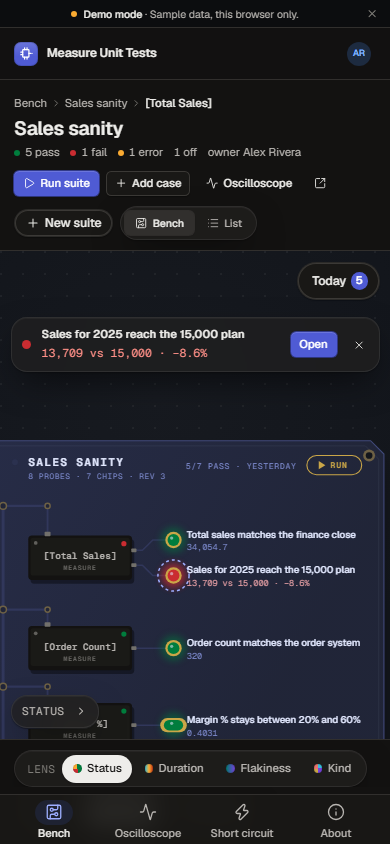 Demo mode · Sample data, this browser only.
Measure Unit Tests
AR
Bench > Sales sanity > [Total Sales]
Sales sanity
5 pass 1 fail 1 error 1 off owner Alex Rivera
Run suite
+ Add case
Oscilloscope
+ New suite
Bench
List
Today 5
Sales for 2025 reach the 15,000 plan
13,709 vs 15,000 · −8.6%
Open
SALES SANITY
8 PROBES · 7 CHIPS · REV 3
5/7 PASS · YESTERDAY
RUN
[Total Sales]
MEASURE
Total sales matches the finance close
34,054.7
Sales for 2025 reach the 15,000 plan
13,709 vs 15,000 · −8.6%
[Order Count]
MEASURE
Order count matches the order system
320
STATUS >
%]
MEASURE
Margin % stays between 20% and 60%
0.4031
LENS
Status
Duration
Flakiness
Kind
Bench
Oscilloscope
Short circuit
About